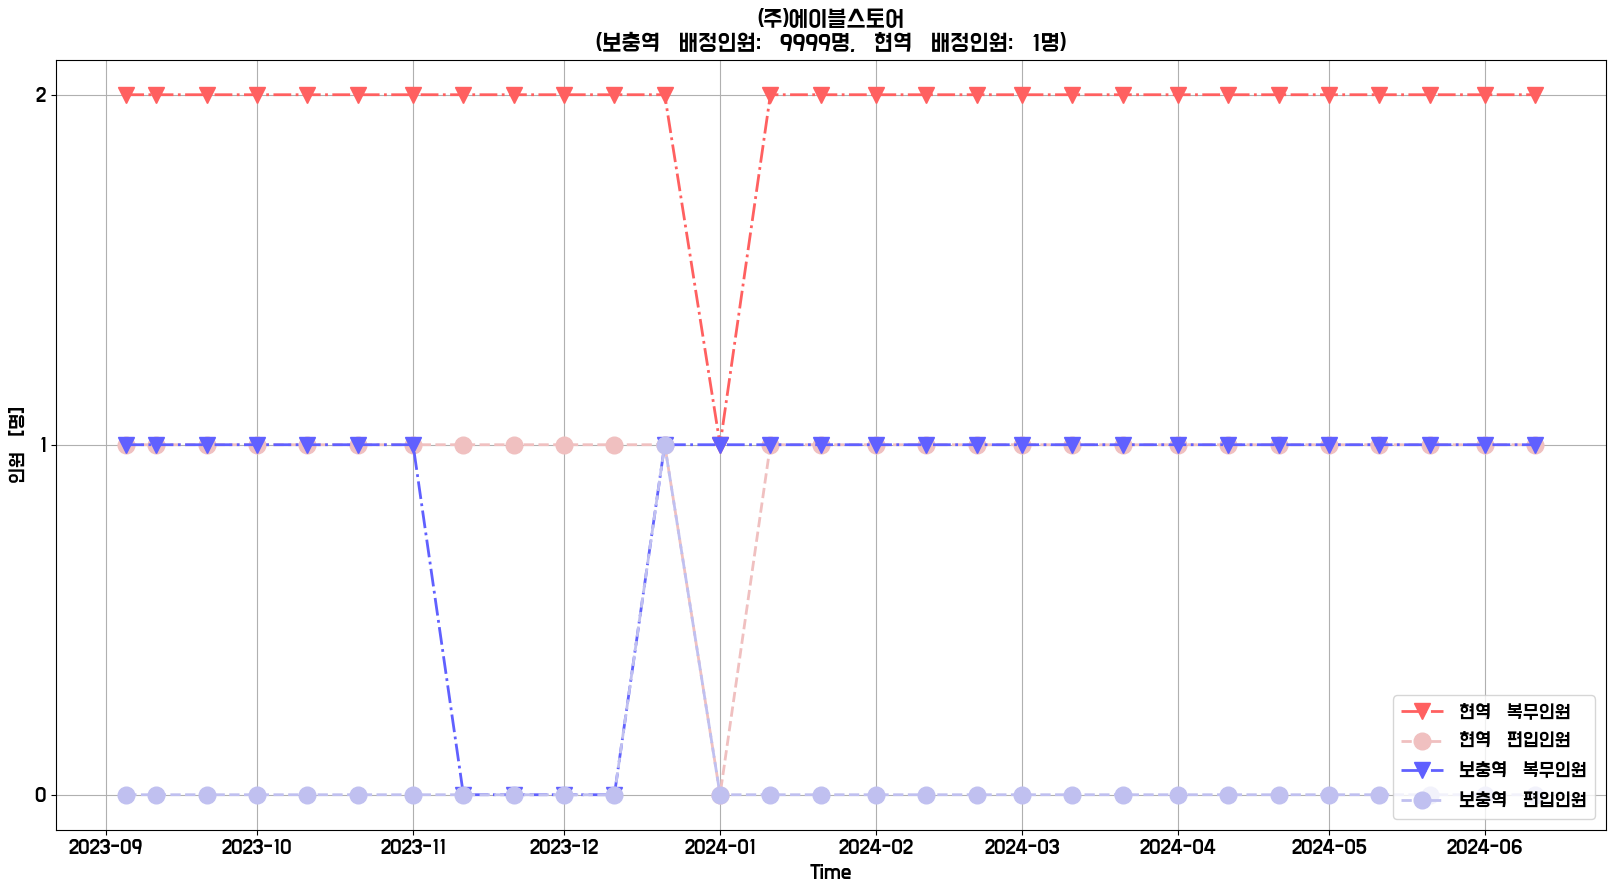 (주)에이블스토어
(보충역 배정인원: 9999명, 현역 배정인원: 1명)
인원 [명]
2
1
0
2023-09 2023-10 2023-11 2023-12 2024-01 2024-02 2024-03 2024-04 2024-05 2024-06
Time
현역 복무인원
현역 편입인원
보충역 복무인원
보충역 편입인원